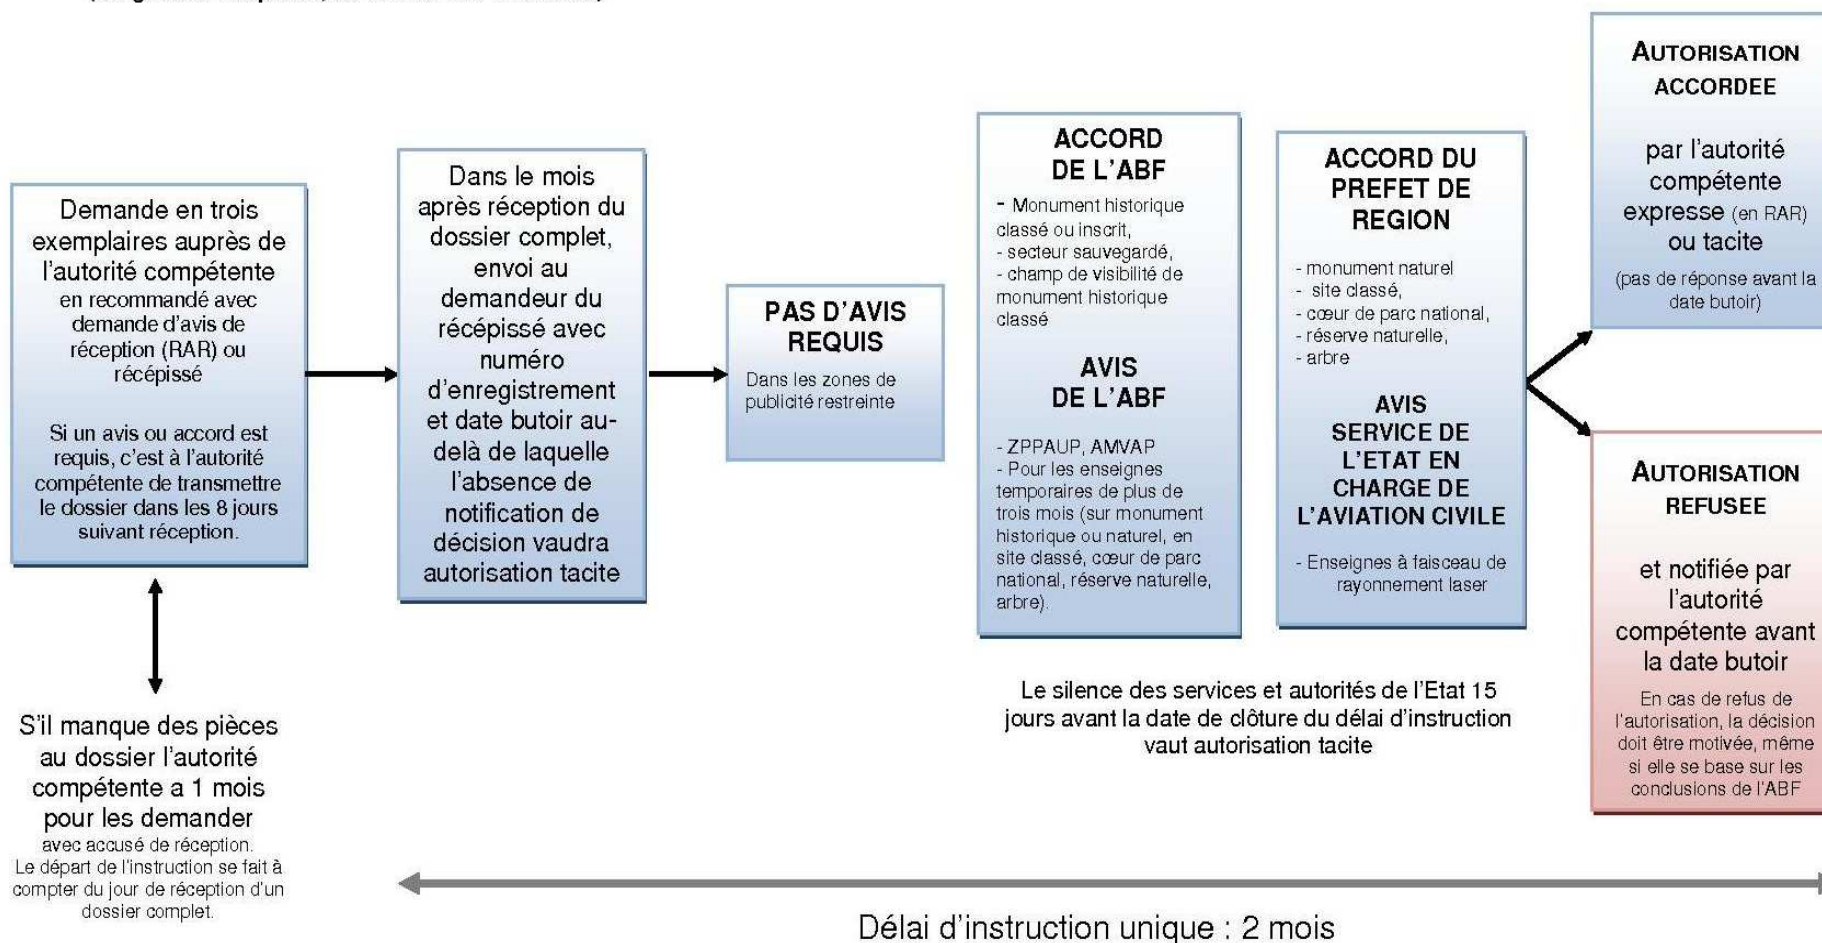 Demande en trois
exemplaires auprès de
l'autorité compétente
en recommandé avec
demande d'avis de
réception (RAR) ou
récépissé
Si un avis ou accord est
requis, c'est à l'autorité
compétente de transmettre
le dossier dans les 8 jours
suivant réception.
S'il manque des pièces
au dossier l'autorité
compétente a 1 mois
pour les demander
avec accusé de réception.
Le départ de l'instruction se fait à
compter du jour de réception d'un
dossier complet.
Dans le mois
après réception du
dossier complet,
envoi au
demandeur du
récépissé avec
numéro
d'enregistrement
et date butoir au-
delà de laquelle
l'absence de
notification de
décision vaudra
autorisation tacite
PAS D'AVIS
REQUIS
Dans les zones de
publicité restreinte
ACCORD
DE L'ABF
- Monument historique
classé ou inscrit,
- secteur sauvegardé,
- champ de visibilité de
monument historique
classé
AVIS
DE L'ABF
- ZPPAUP, AMVAP
- Pour les enseignes
temporaires de plus de
trois mois (sur monument
historique ou naturel, en
site classé, cœur de parc
national, réserve naturelle,
arbre).
ACCORD DU
PREFET DE
REGION
- monument naturel
- site classé,
- cœur de parc national,
- réserve naturelle,
- arbre
AVIS
SERVICE DE
L'ETAT EN
CHARGE DE
L'AVIATION CIVILE
- Enseignes à faisceau de
rayonnement laser
Le silence des services et autorités de l'Etat 15
jours avant la date de clôture du délai d'instruction
vaut autorisation tacite
AUTORISATION
ACCORDEE
par l'autorité
compétente
expresse (en RAR)
ou tacite
(pas de réponse avant la
date butoir)
AUTORISATION
REFUSEE
et notifiée par
l'autorité
compétente avant
la date butoir
En cas de refus de
l'autorisation, la décision
doit être motivée, même
si elle se base sur les
conclusions de l'ABF
Délai d'instruction unique : 2 mois